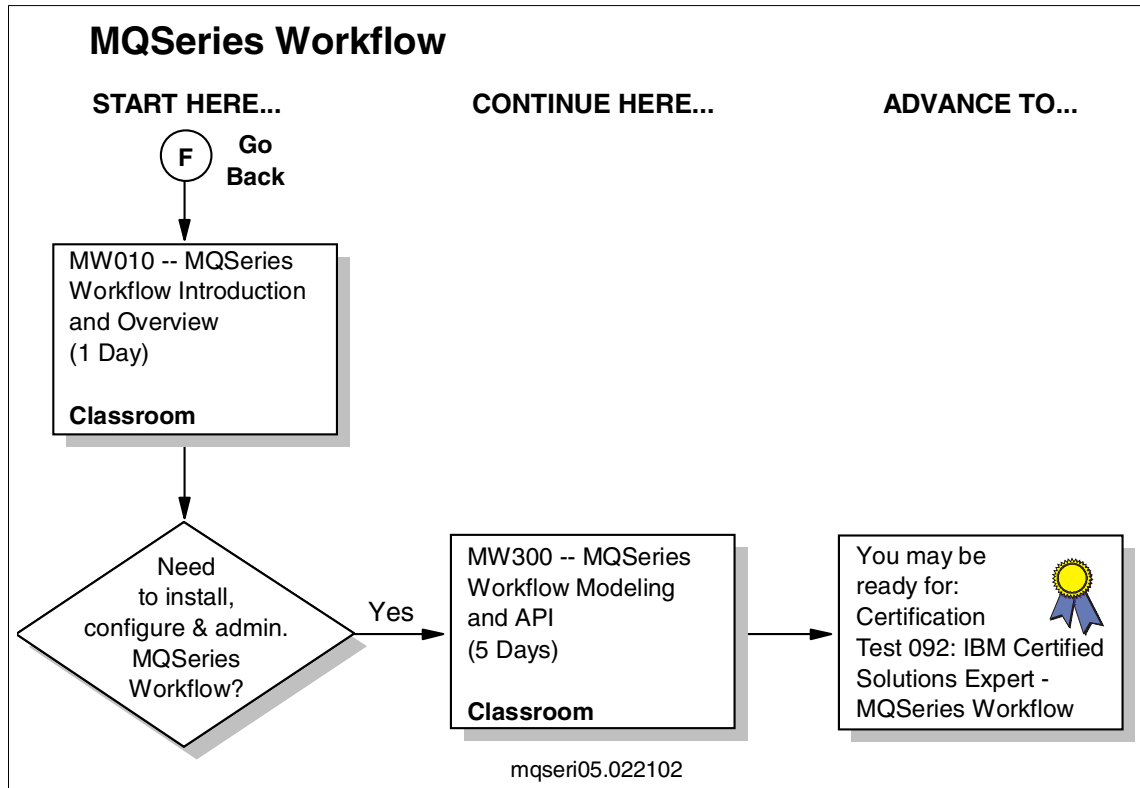 MQSeries Workflow
START HERE...
CONTINUE HERE...
ADVANCE TO...
F
Go
Back
MW010 -- MQSeries
Workflow Introduction
and Overview
(1 Day)
Classroom
Need
to install,
configure & admin.
MQSeries
Workflow?
Yes
MW300 -- MQSeries
Workflow Modeling
and API
(5 Days)
Classroom
You may be
ready for:
Certification
Test 092: IBM Certified
Solutions Expert -
MQSeries Workflow
mqseri05.022102